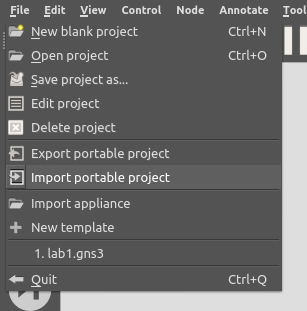 File Edit View Control Node Annotate Tool
New blank project Ctrl+N
Open project Ctrl+O
Save project as...
Edit project
Delete project
Export portable project
Import portable project
Import appliance
New template
1. lab1.gns3
Quit Ctrl+Q